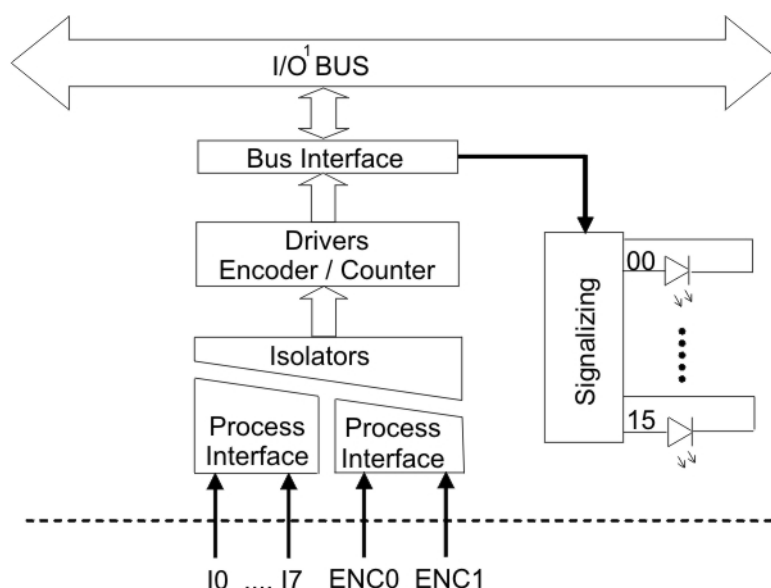 I/O¹ BUS
Bus Interface
Drivers
Encoder / Counter
Isolators
Process
Interface
Process
Interface
Signalizing
00
15
I0 .... I7 ENC0 ENC1